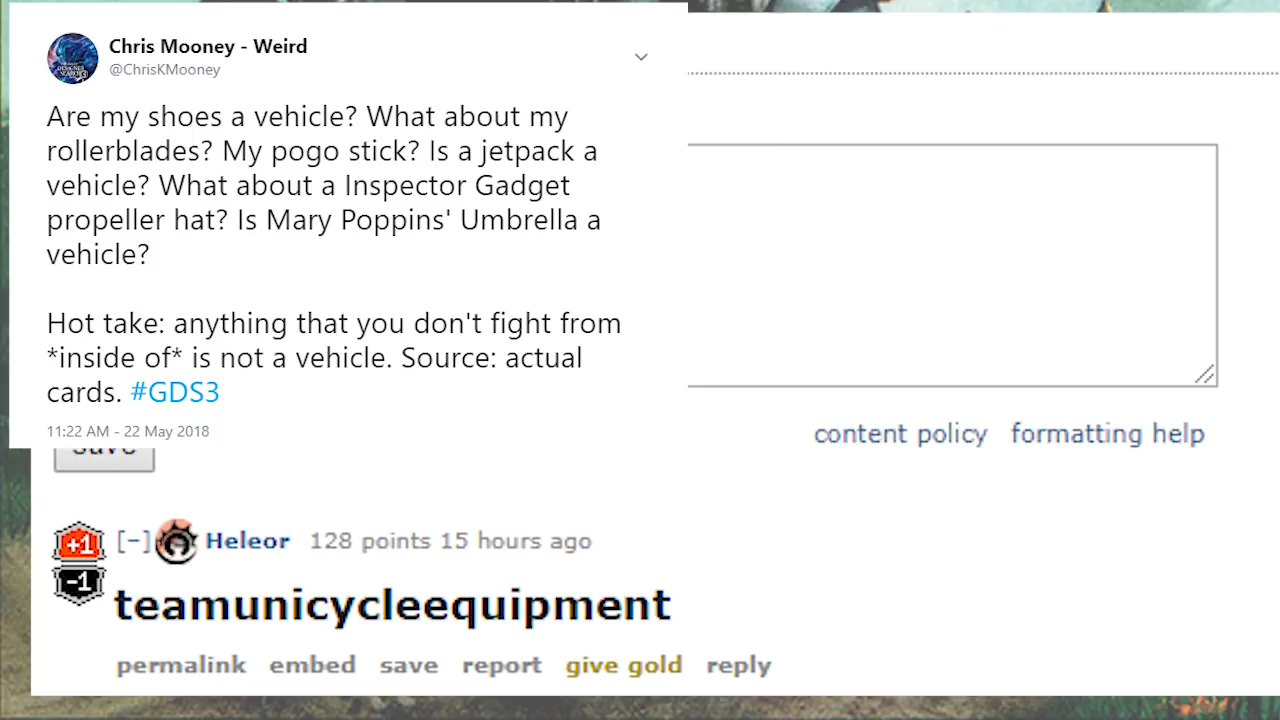 Chris Mooney - Weird
@ChrisKMooney
Are my shoes a vehicle? What about my
rollerblades? My pogo stick? Is a jetpack a
vehicle? What about a Inspector Gadget
propeller hat? Is Mary Poppins' Umbrella a
vehicle?
Hot take: anything that you don't fight from
*inside of* is not a vehicle. Source: actual
cards. #GDS3
11:22 AM - 22 May 2018
content policy formatting help
save
+1 [-] Heleor 128 points 15 hours ago
-1
teamunicycleequipment
permalink embed save report give gold reply